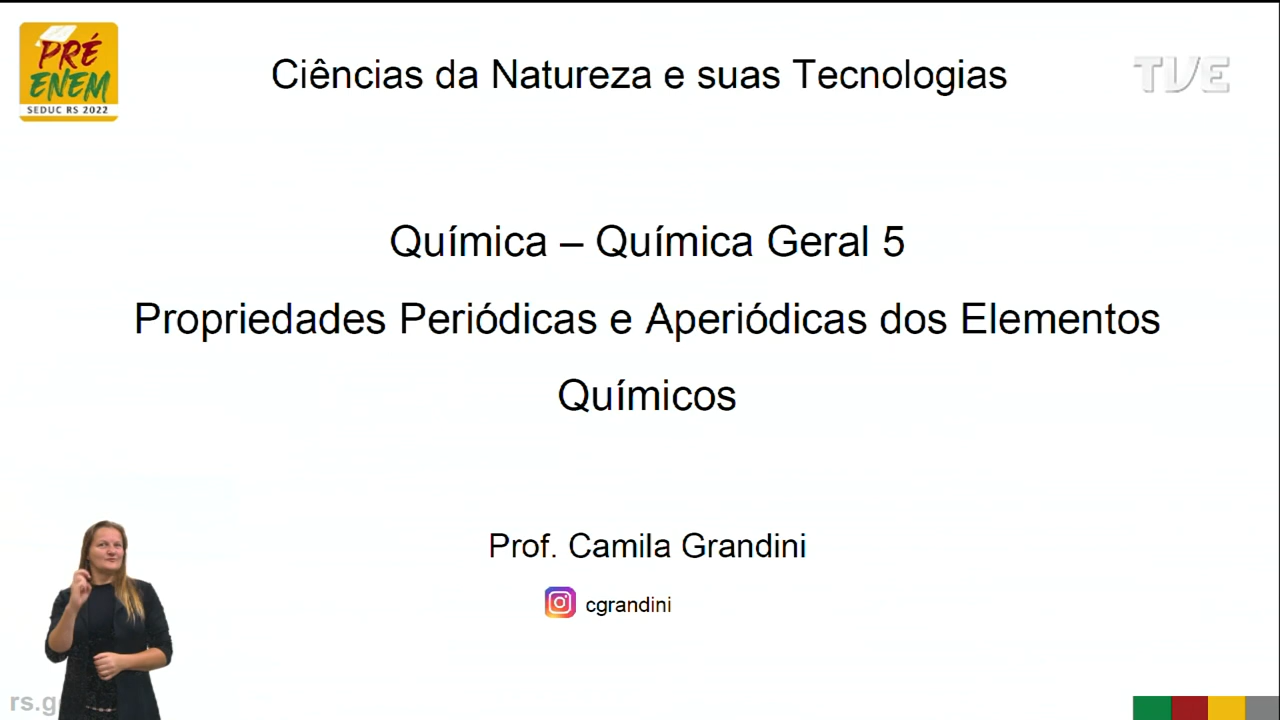 PRÉ
ENEM
SEDUC RS 2022
Ciências da Natureza e suas Tecnologias
TVE
Química – Química Geral 5
Propriedades Periódicas e Aperiódicas dos Elementos
Químicos
Prof. Camila Grandini
cgrandini
rs.g